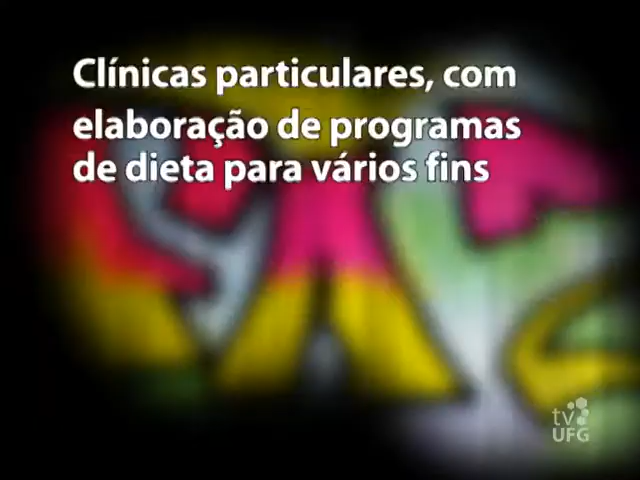 Clínicas particulares, com
elaboração de programas
de dieta para vários fins
tv
UFG